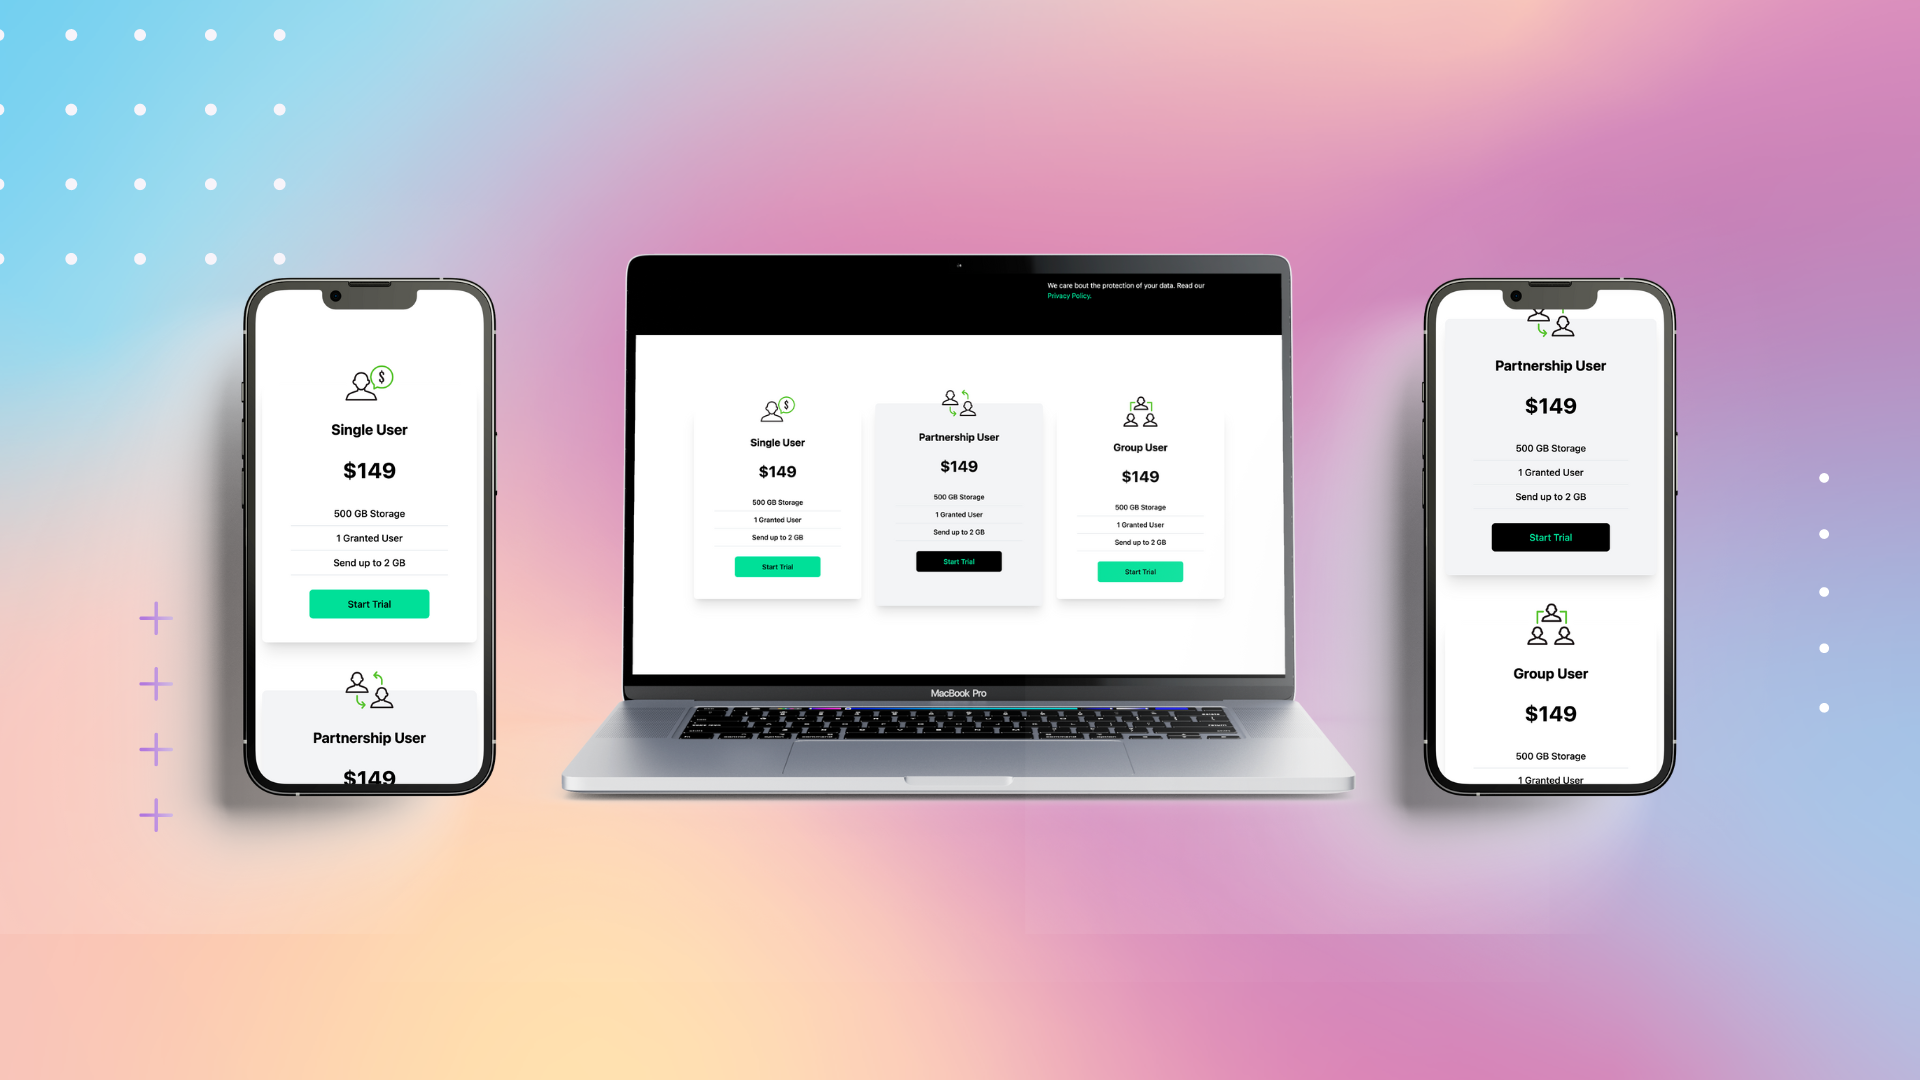 Single User
$149
500 GB Storage
1 Granted User
Send up to 2 GB
Start Trial
Partnership User
$149
We care bout the protection of your data. Read our
Privacy Policy.
Single User
$149
500 GB Storage
1 Granted User
Send up to 2 GB
Start Trial
Partnership User
$149
500 GB Storage
1 Granted User
Send up to 2 GB
Start Trial
Group User
$149
500 GB Storage
1 Granted User
Send up to 2 GB
Start Trial
MacBook Pro
Partnership User
$149
500 GB Storage
1 Granted User
Send up to 2 GB
Start Trial
Group User
$149
500 GB Storage
1 Granted User